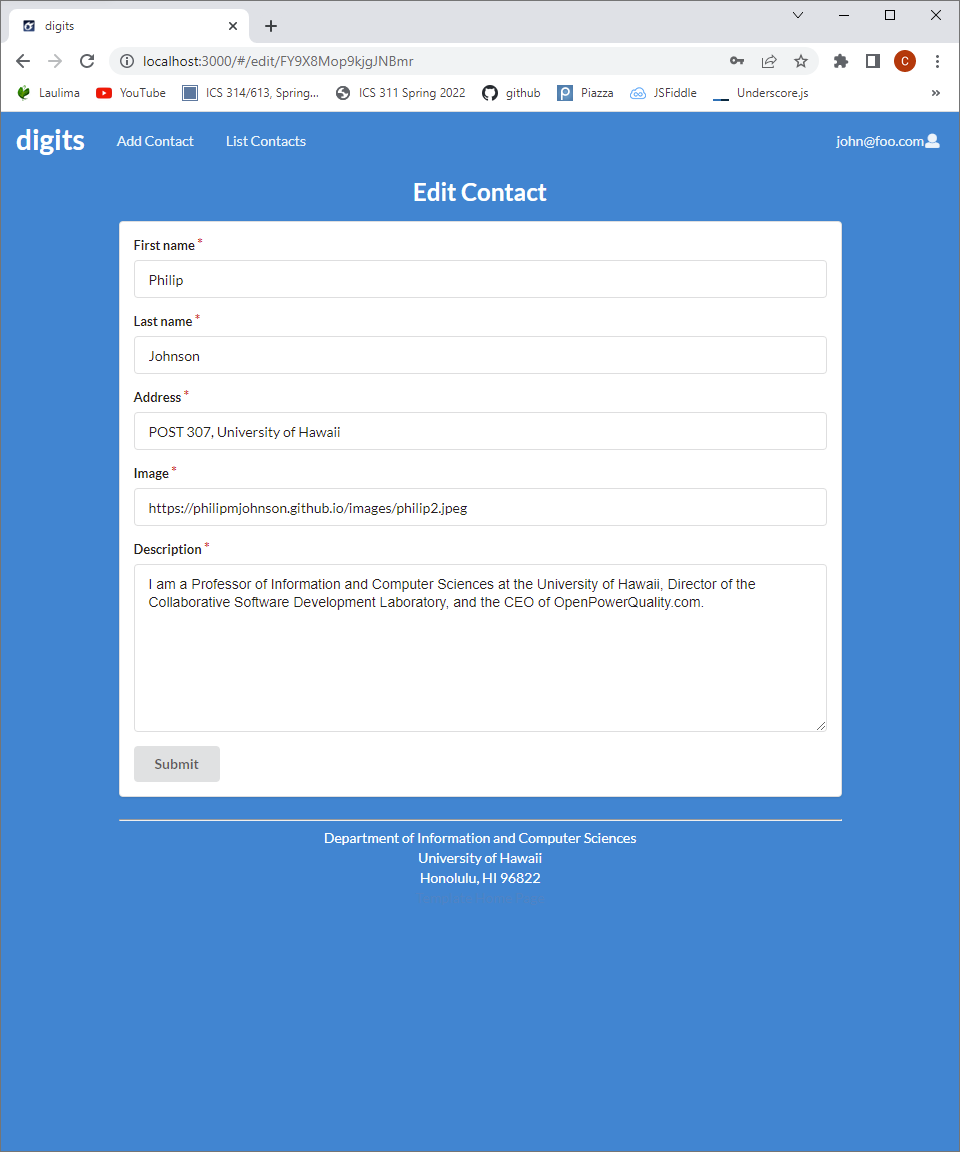 digits
localhost:3000/#/edit/FY9X8Mop9kjgJNBmr
C
Laulima YouTube ICS 314/613, Spring... ICS 311 Spring 2022 github Piazza JSFiddle Underscore.js »
digits Add Contact List Contacts john@foo.com
Edit Contact
First name *
Philip
Last name *
Johnson
Address *
POST 307, University of Hawaii
Image *
https://philipmjohnson.github.io/images/philip2.jpeg
Description *
I am a Professor of Information and Computer Sciences at the University of Hawaii, Director of the
Collaborative Software Development Laboratory, and the CEO of OpenPowerQuality.com.
Submit
Department of Information and Computer Sciences
University of Hawaii
Honolulu, HI 96822